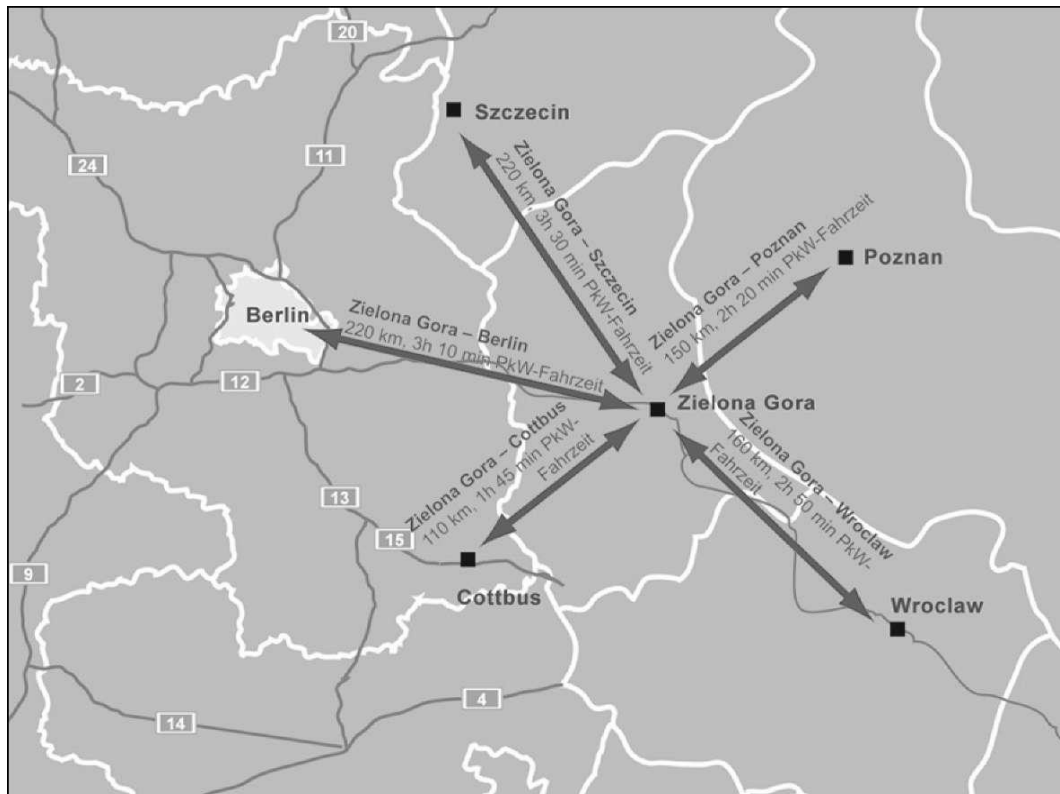 20
Szczecin
11
24
Zielona Gora – Szczecin
220 km, 3h 30 min PkW-Fahrzeit
Zielona Gora – Poznan
150 km, 2h 20 min PkW-Fahrzeit
Poznan
Berlin
Zielona Gora – Berlin
220 km, 3h 10 min PkW-Fahrzeit
2
12
Zielona Gora
Zielona Gora – Cottbus
110 km, 1h 45 min PKW-
Fahrzeit
Zielona Gora – Wroclaw
160 km, 2h 50 min PKW-
Fahrzeit
13
15
9
Cottbus
Wroclaw
4
14